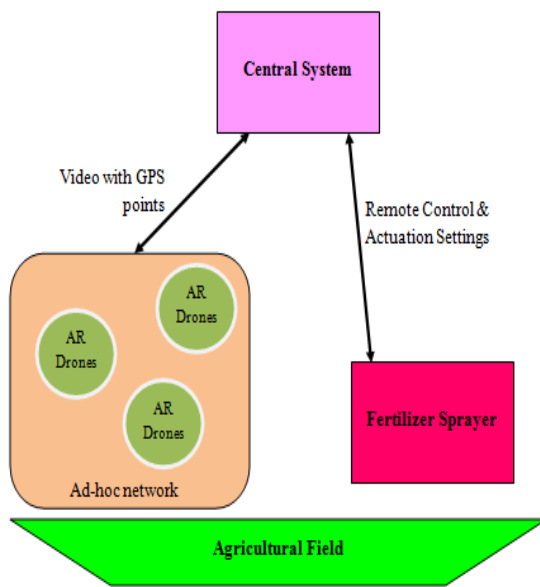 Central System
Video with GPS
points
Remote Control &
Actuation Settings
AR
Drones
AR
Drones
AR
Drones
Fertilizer Sprayer
Ad-hoc network
Agricultural Field